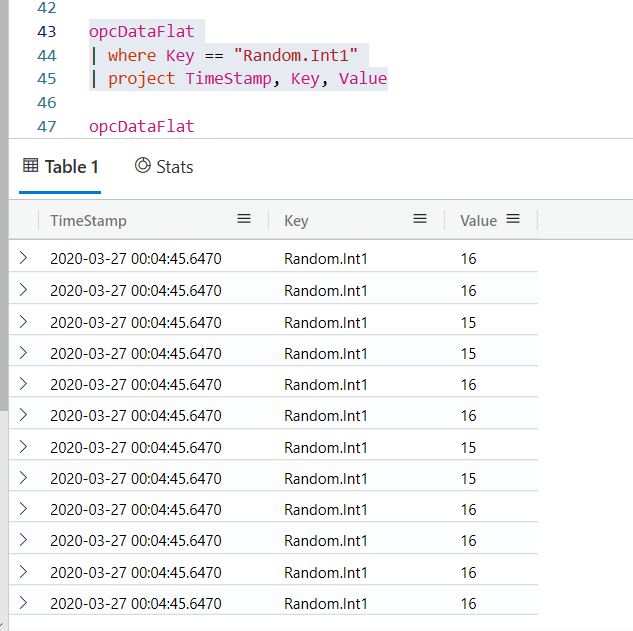 42
43 opcDataFlat
44 | where Key == "Random.Int1"
45 | project TimeStamp, Key, Value
46
47 opcDataFlat
Table 1 Stats
TimeStamp Key Value
2020-03-27 00:04:45.6470 Random.Int1 16
2020-03-27 00:04:45.6470 Random.Int1 16
2020-03-27 00:04:45.6470 Random.Int1 15
2020-03-27 00:04:45.6470 Random.Int1 15
2020-03-27 00:04:45.6470 Random.Int1 16
2020-03-27 00:04:45.6470 Random.Int1 16
2020-03-27 00:04:45.6470 Random.Int1 15
2020-03-27 00:04:45.6470 Random.Int1 15
2020-03-27 00:04:45.6470 Random.Int1 16
2020-03-27 00:04:45.6470 Random.Int1 16
2020-03-27 00:04:45.6470 Random.Int1 16
2020-03-27 00:04:45.6470 Random.Int1 16